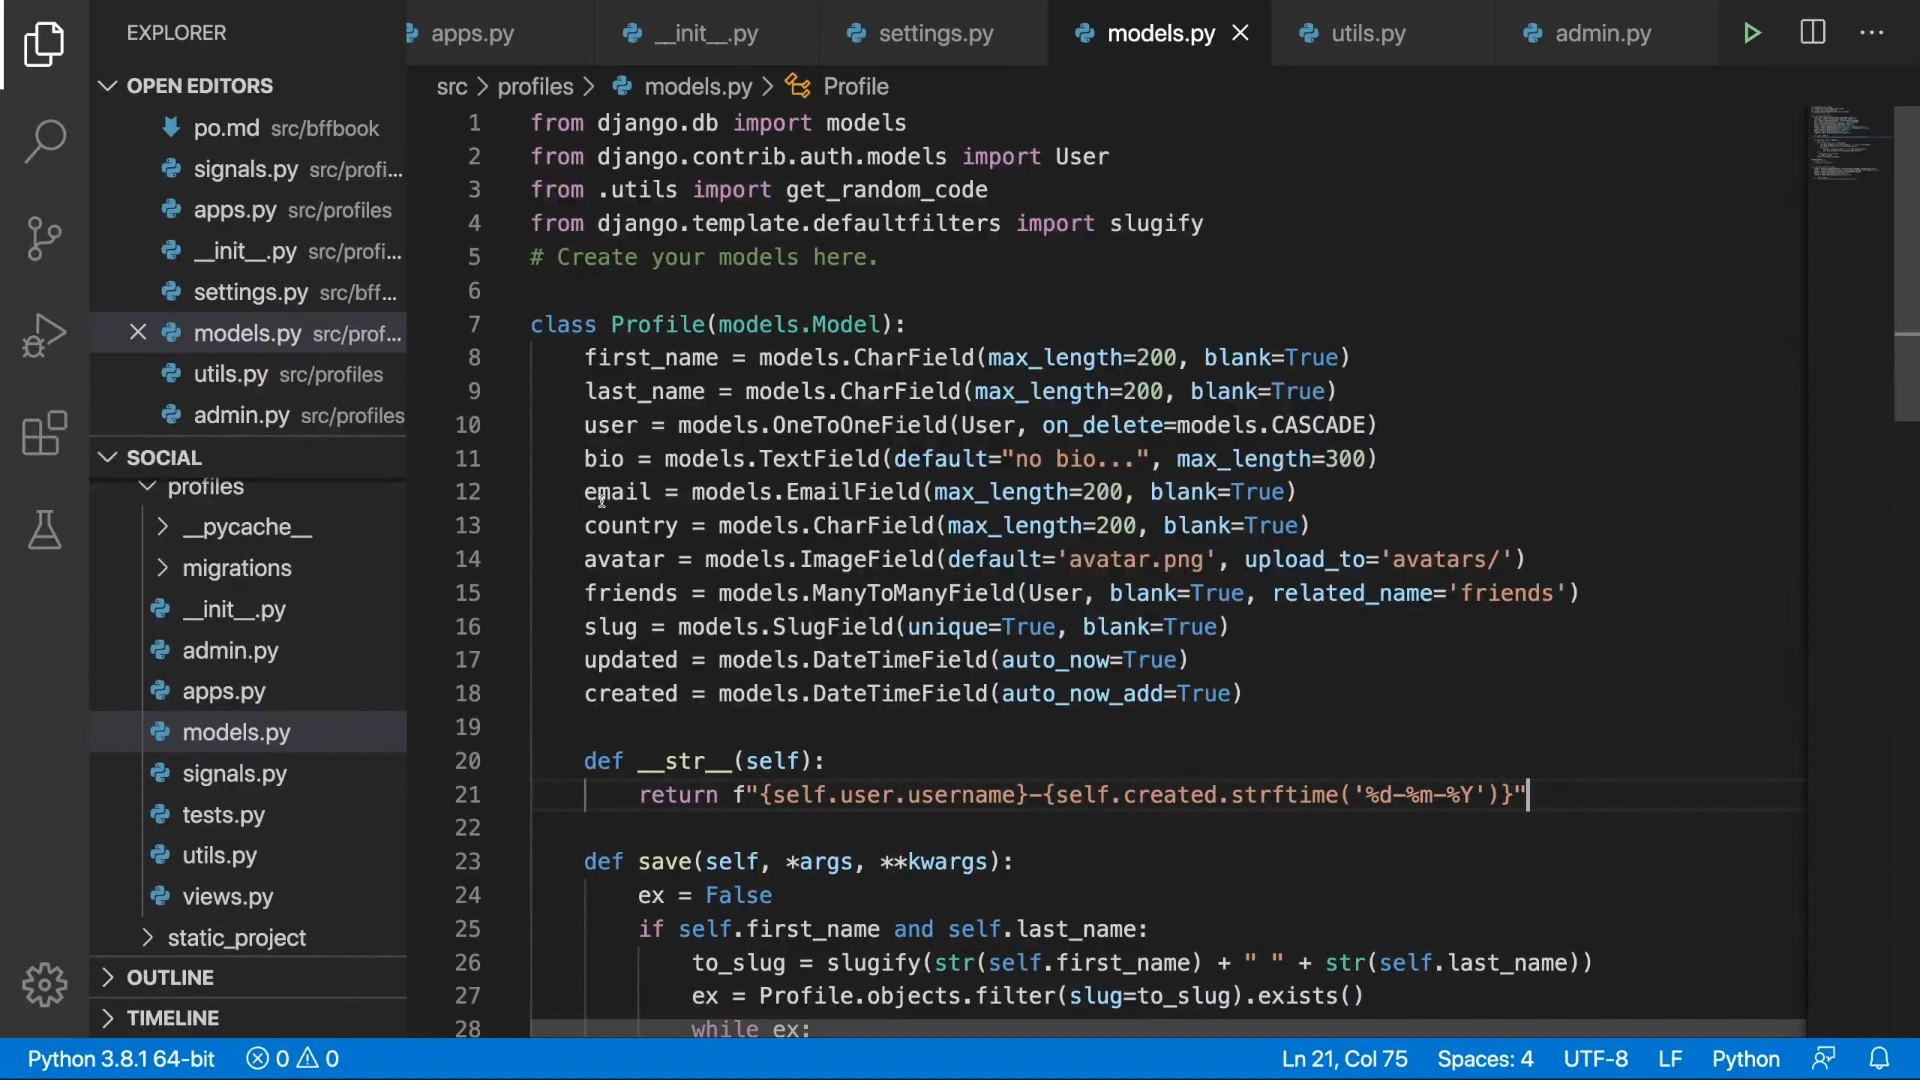 EXPLORER
apps.py
__init__.py
settings.py
models.py
utils.py
admin.py
OPEN EDITORS
po.md src/bffbook
signals.py src/profi...
apps.py src/profiles
__init__.py src/profi...
settings.py src/bff...
models.py src/prof...
utils.py src/profiles
admin.py src/profiles
SOCIAL
profiles
__pycache__
migrations
__init__.py
admin.py
apps.py
models.py
signals.py
tests.py
utils.py
views.py
static_project
OUTLINE
TIMELINE
src > profiles > models.py > Profile
1 from django.db import models
2 from django.contrib.auth.models import User
3 from .utils import get_random_code
4 from django.template.defaultfilters import slugify
5 # Create your models here.
6
7 class Profile(models.Model):
8 first_name = models.CharField(max_length=200, blank=True)
9 last_name = models.CharField(max_length=200, blank=True)
10 user = models.OneToOneField(User, on_delete=models.CASCADE)
11 bio = models.TextField(default="no bio...", max_length=300)
12 email = models.EmailField(max_length=200, blank=True)
13 country = models.CharField(max_length=200, blank=True)
14 avatar = models.ImageField(default='avatar.png', upload_to='avatars/')
15 friends = models.ManyToManyField(User, blank=True, related_name='friends')
16 slug = models.SlugField(unique=True, blank=True)
17 updated = models.DateTimeField(auto_now=True)
18 created = models.DateTimeField(auto_now_add=True)
19
20 def __str__(self):
21 return f"{self.user.username}-{self.created.strftime('%d-%m-%Y')}"
22
23 def save(self, *args, **kwargs):
24 ex = False
25 if self.first_name and self.last_name:
26 to_slug = slugify(str(self.first_name) + " " + str(self.last_name))
27 ex = Profile.objects.filter(slug=to_slug).exists()
28 while ex:
Python 3.8.1 64-bit
0
0
Ln 21, Col 75
Spaces: 4
UTF-8
LF
Python